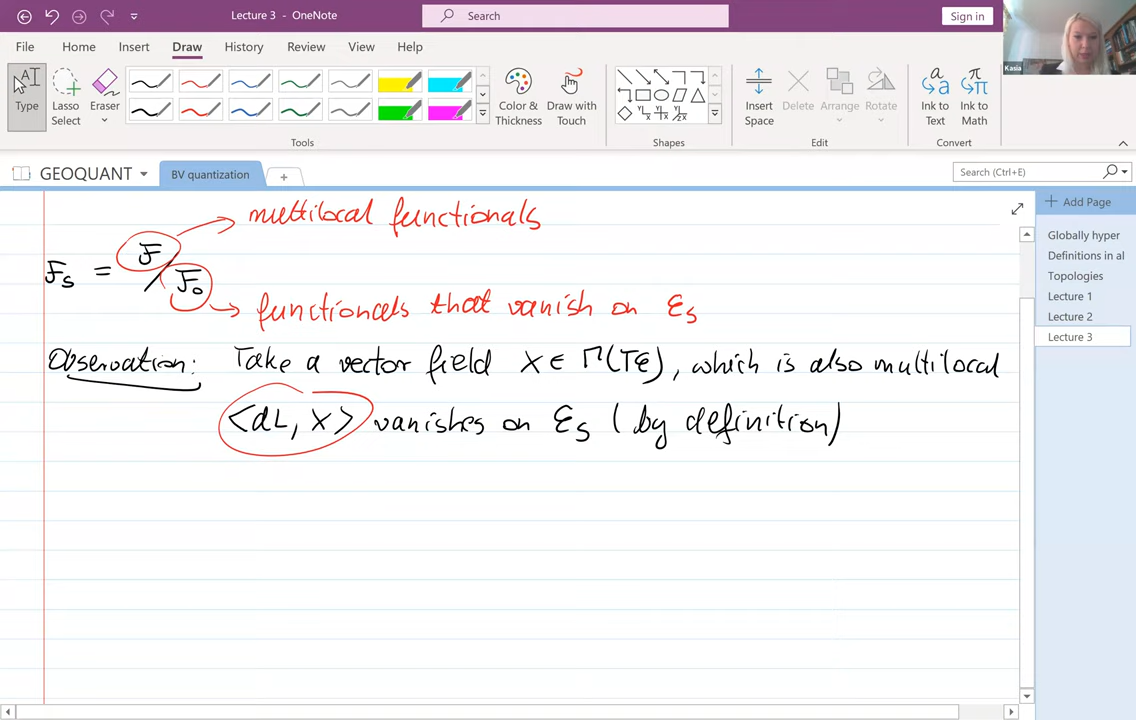 Lecture 3 - OneNote
Search
Sign in
Kasia
File Home Insert Draw History Review View Help
Type
Lasso Select
Eraser
Color & Thickness
Draw with Touch
Insert Space
Delete
Arrange
Rotate
Ink to Text
Ink to Math
Tools
Shapes
Edit
Convert
GEOQUANT
BV quantization
Search (Ctrl+E)
Add Page
Globally hyper
Definitions in al
Topologies
Lecture 1
Lecture 2
Lecture 3
multilocal functionals
F_S = F / F_0
functionals that vanish on E_S
Observation: Take a vector field X ∈ Γ(TE), which is also multilocal
<dL, X> vanishes on E_S (by definition)